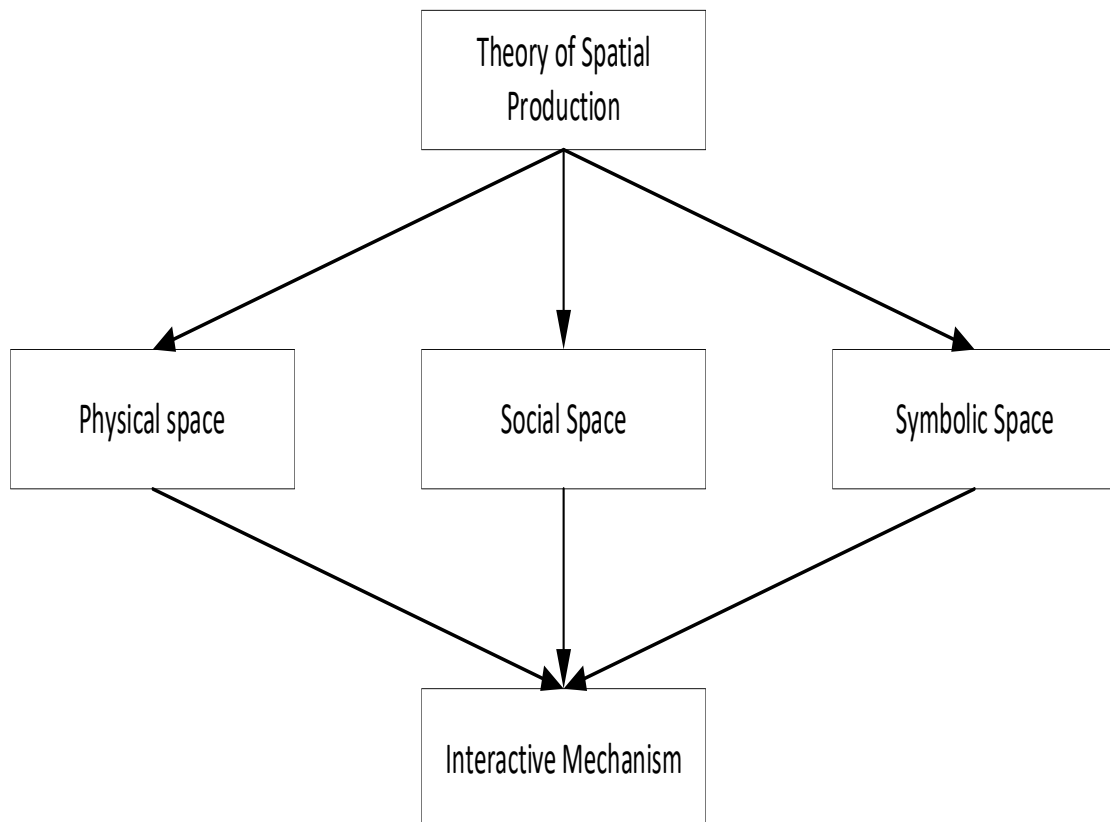 Theory of Spatial
Production
Physical space
Social Space
Symbolic Space
Interactive Mechanism